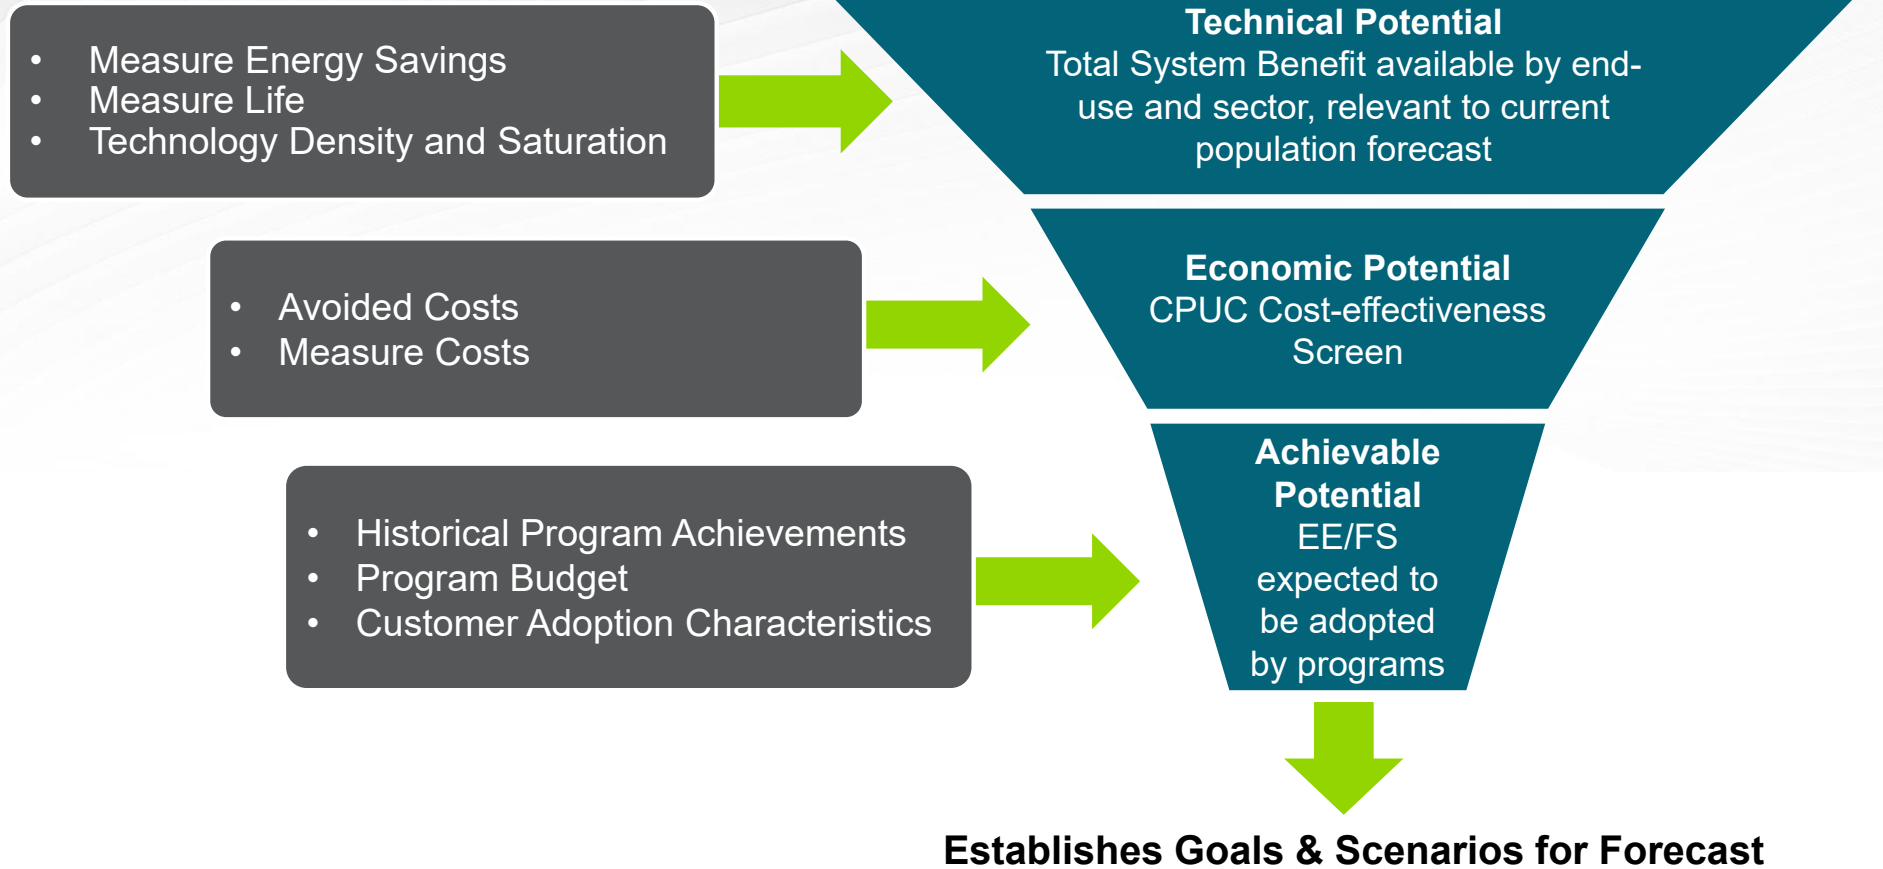 • Measure Energy Savings
• Measure Life
• Technology Density and Saturation
Technical Potential
Total System Benefit available by end-
use and sector, relevant to current
population forecast
• Avoided Costs
• Measure Costs
Economic Potential
CPUC Cost-effectiveness
Screen
• Historical Program Achievements
• Program Budget
• Customer Adoption Characteristics
Achievable
Potential
EE/FS
expected to
be adopted
by programs
Establishes Goals & Scenarios for Forecast